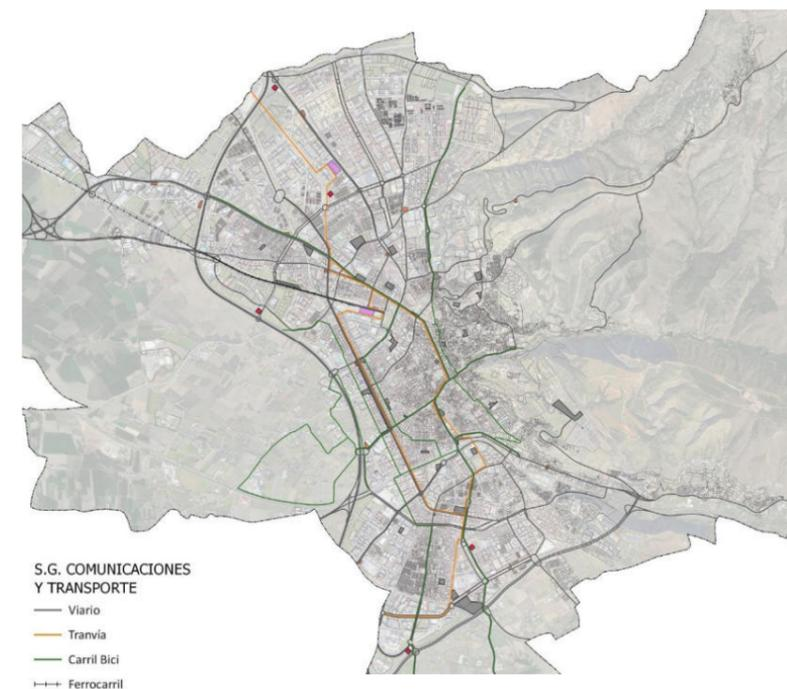 S.G. COMUNICACIONES
Y TRANSPORTE
Viario
Tranvía
Carril Bici
Ferrocarril